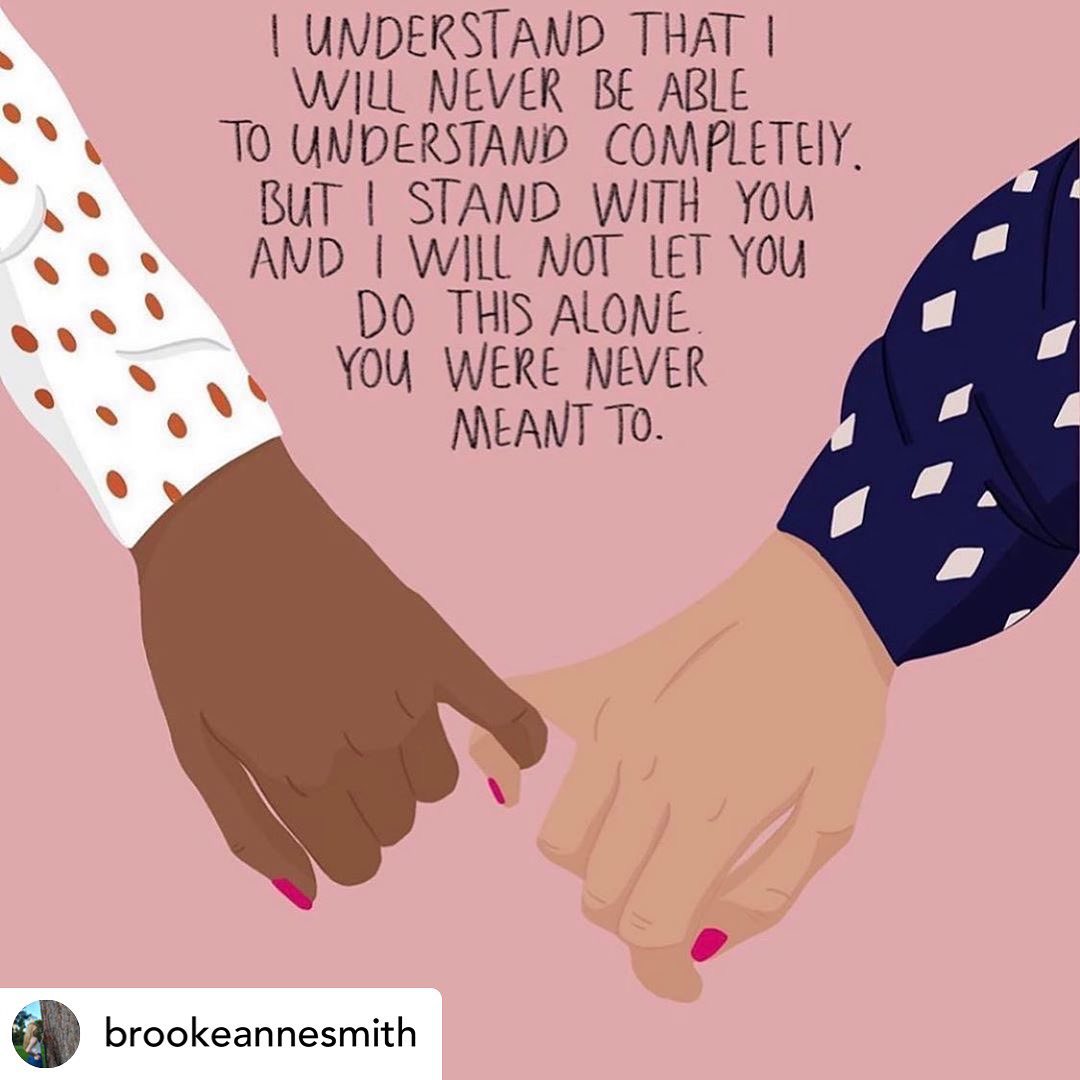 I UNDERSTAND THAT I
WILL NEVER BE ABLE
TO UNDERSTAND COMPLETELY.
BUT I STAND WITH YOU
AND I WILL NOT LET YOU
DO THIS ALONE.
YOU WERE NEVER
MEANT TO.
brookeannesmith